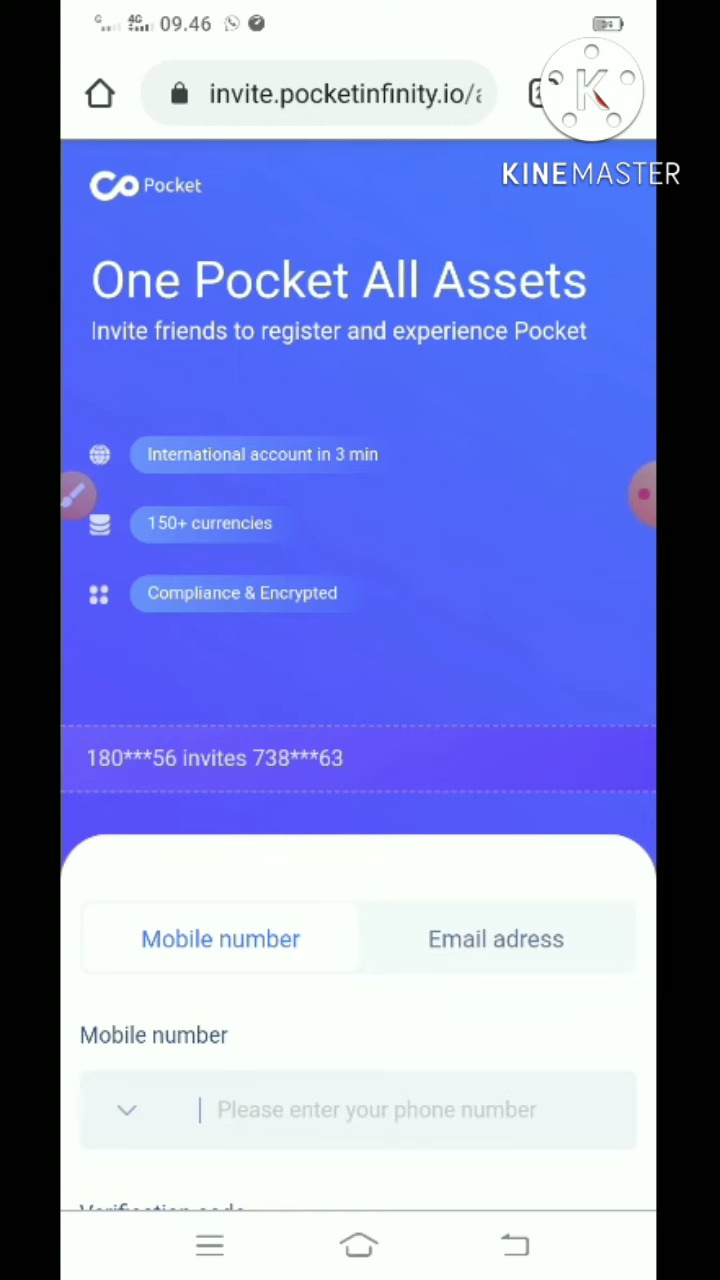 G 4G 09.46
invite.pocketinfinity.io/
KINEMASTER
Pocket
One Pocket All Assets
Invite friends to register and experience Pocket
International account in 3 min
150+ currencies
Compliance & Encrypted
180***56 invites 738***63
Mobile number
Email adress
Mobile number
Please enter your phone number